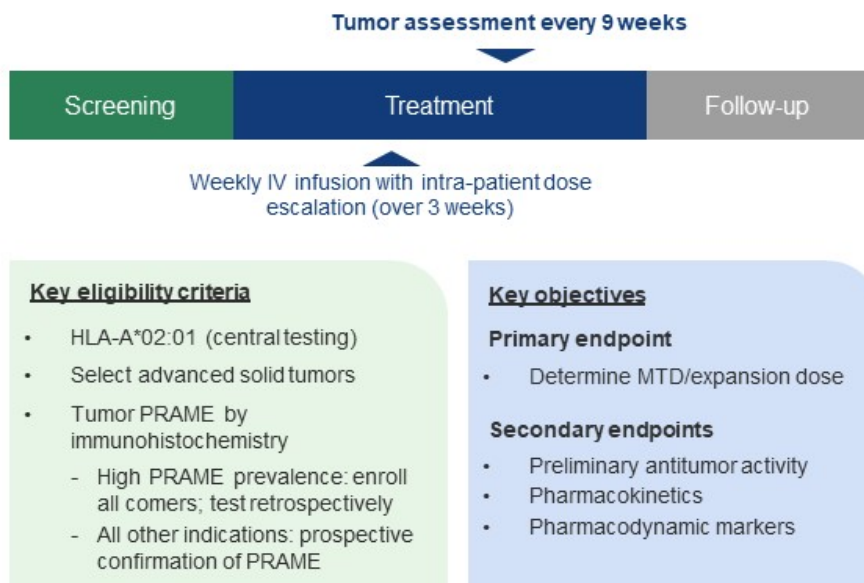 Tumor assessment every 9 weeks
Screening
Treatment
Follow-up
Weekly IV infusion with intra-patient dose
escalation (over 3 weeks)
Key eligibility criteria
• HLA-A*02:01 (central testing)
• Select advanced solid tumors
• Tumor PRAME by
immunohistochemistry
- High PRAME prevalence: enroll
all comers; test retrospectively
- All other indications: prospective
confirmation of PRAME
Key objectives
Primary endpoint
• Determine MTD/expansion dose
Secondary endpoints
• Preliminary antitumor activity
• Pharmacokinetics
• Pharmacodynamic markers